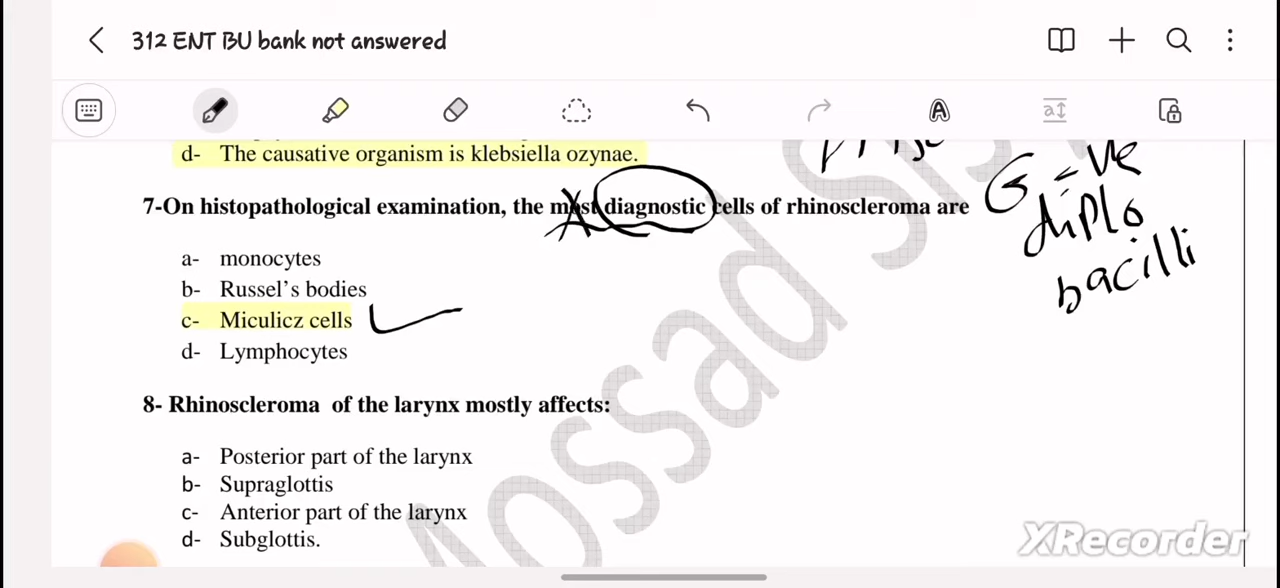 312 ENT BU bank not answered
d- The causative organism is klebsiella ozynae.
G -ve
diplo
bacilli
7-On histopathological examination, the most diagnostic cells of rhinoscleroma are
a- monocytes
b- Russel's bodies
c- Miculicz cells
d- Lymphocytes
8- Rhinoscleroma of the larynx mostly affects:
a- Posterior part of the larynx
b- Supraglottis
c- Anterior part of the larynx
d- Subglottis.
Mossad
XRecorder